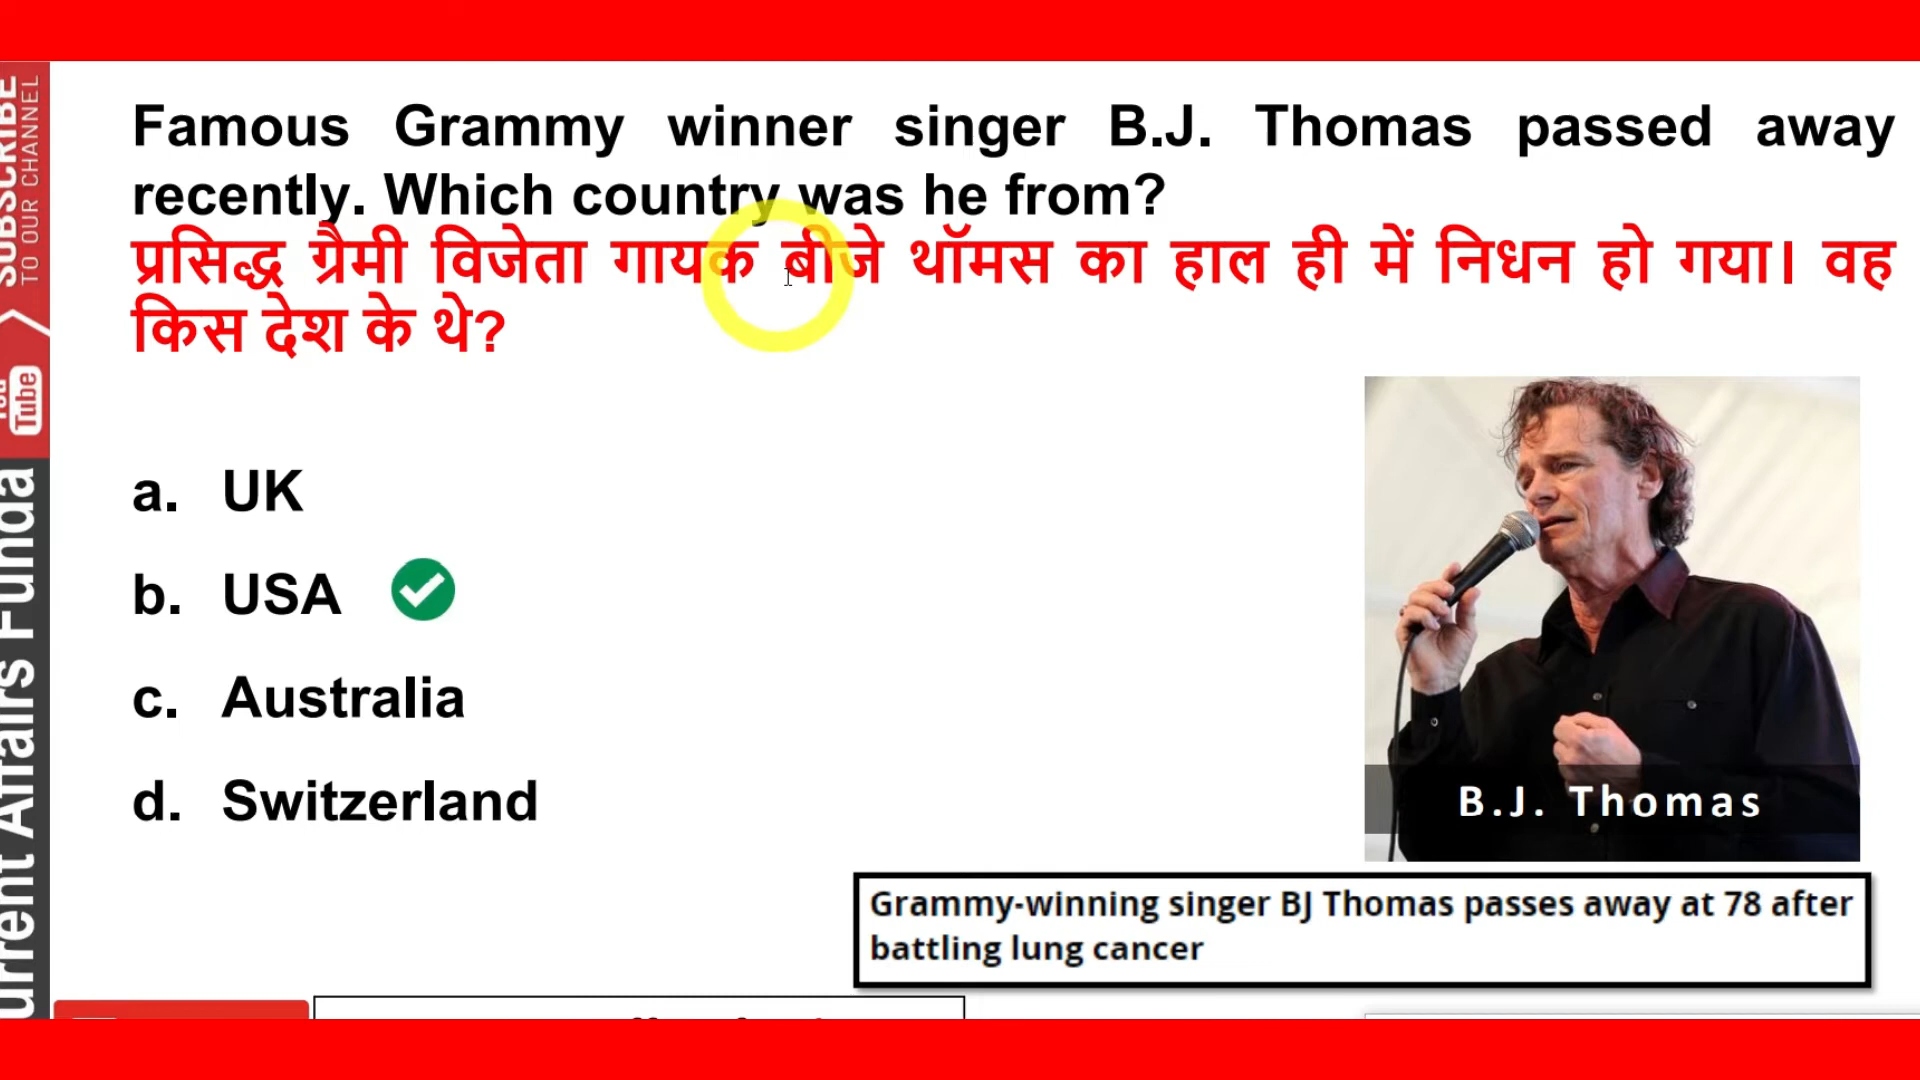 Famous Grammy winner singer B.J. Thomas passed away
recently. Which country was he from?
प्रसिद्ध ग्रैमी विजेता गायक बीजे थॉमस का हाल ही में निधन हो गया। वह
किस देश के थे?
a. UK
b. USA
c. Australia
d. Switzerland
B.J. Thomas
Grammy-winning singer BJ Thomas passes away at 78 after
battling lung cancer
SUBSCRIBE
TO OUR CHANNEL
You
Tube
urrent Affairs Funda